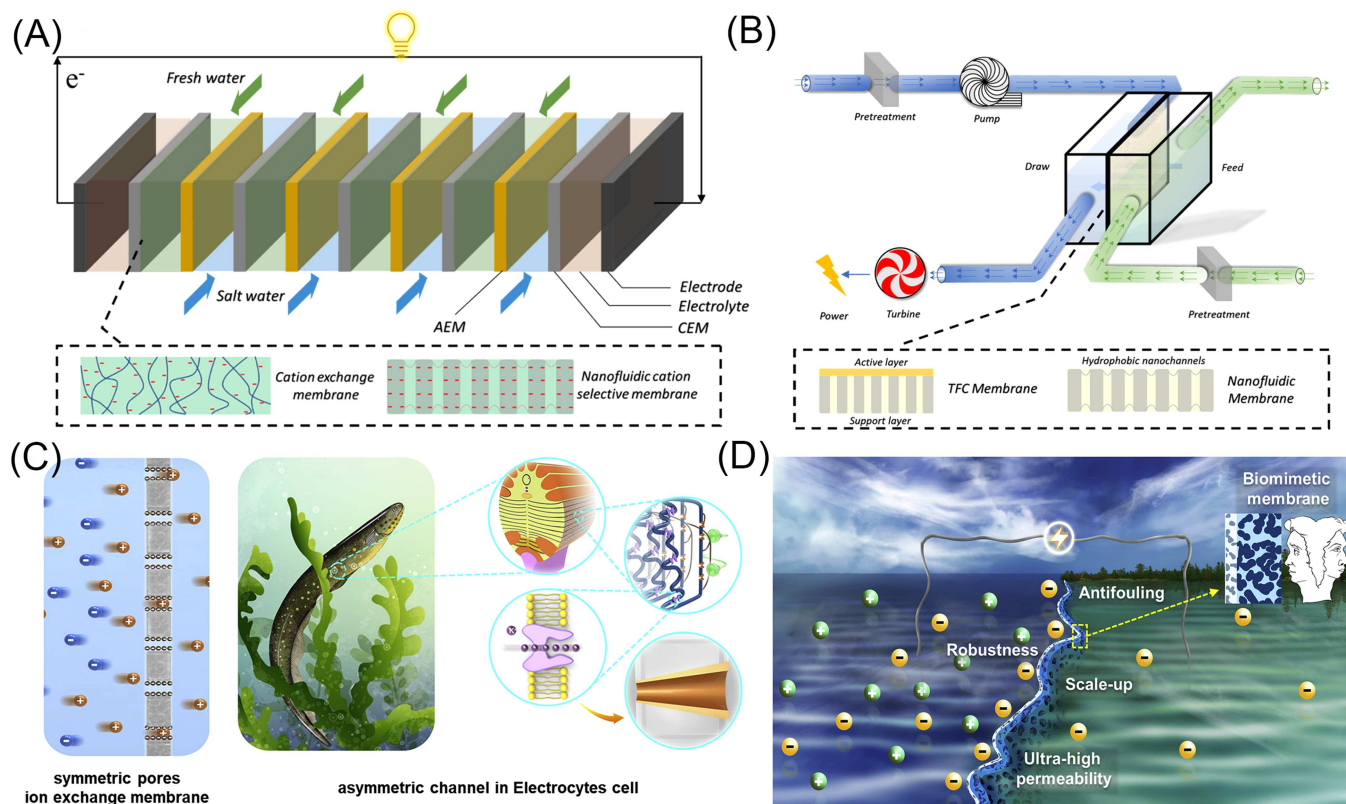 (A)
e-
Fresh water
Salt water
AEM
Electrode
Electrolyte
CEM
Cation exchange
membrane
Nanofluidic cation
selective membrane
(B)
Pretreatment
Pump
Draw
Feed
Power
Turbine
Pretreatment
Active layer
TFC Membrane
Support layer
Hydrophobic nanochannels
Nanofluidic
Membrane
(C)
symmetric pores
ion exchange membrane
K
asymmetric channel in Electrocytes cell
(D)
Biomimetic
membrane
Antifouling
Robustness
Scale-up
Ultra-high
permeability